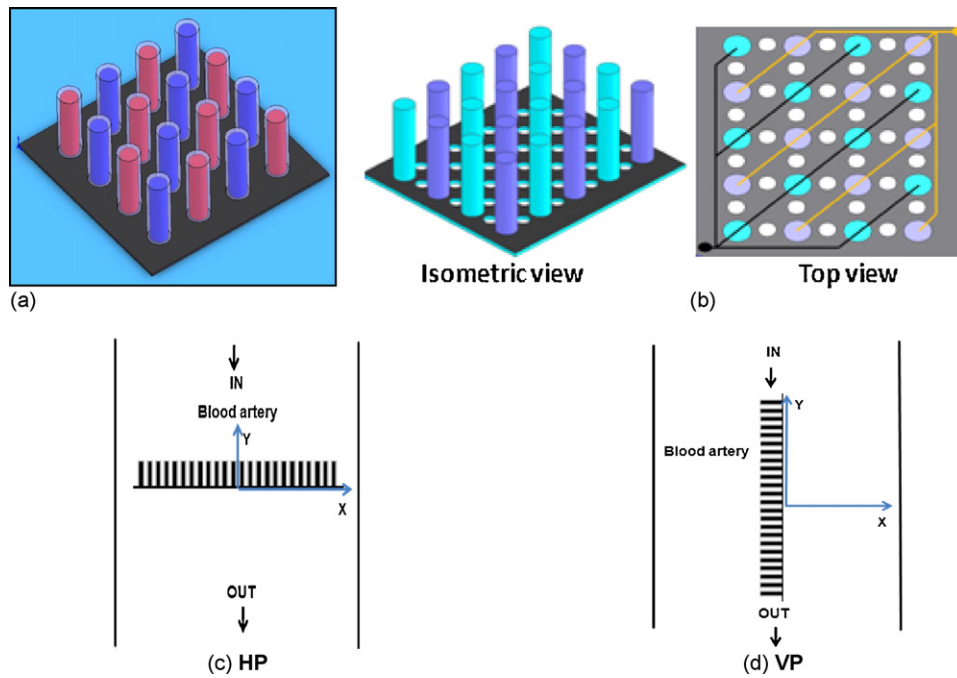 Isometric view
Top view
(a)
(b)
IN
Blood artery
Y
X
OUT
(c) HP
IN
Y
Blood artery
X
OUT
(d) VP